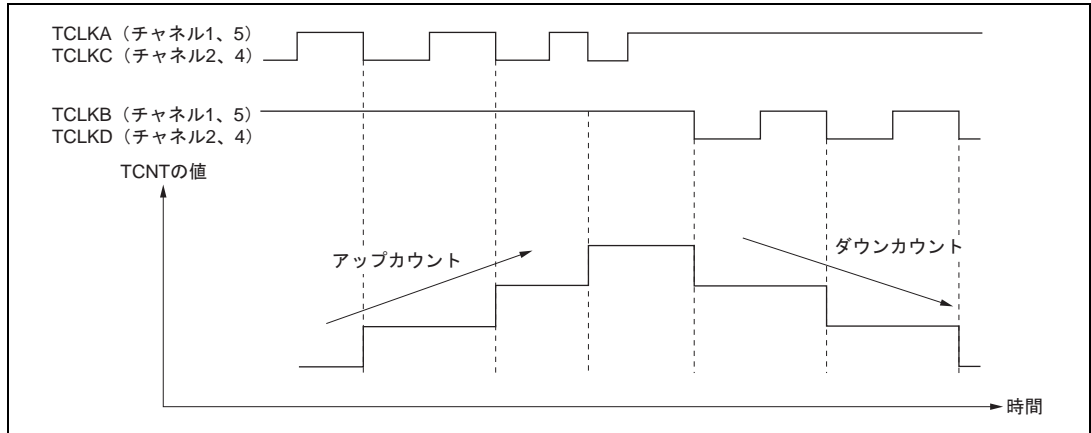 TCLKA（チャネル1、5）
TCLKC（チャネル2、4）
TCLKB（チャネル1、5）
TCLKD（チャネル2、4）
TCNTの値
アップカウント
ダウンカウント
時間